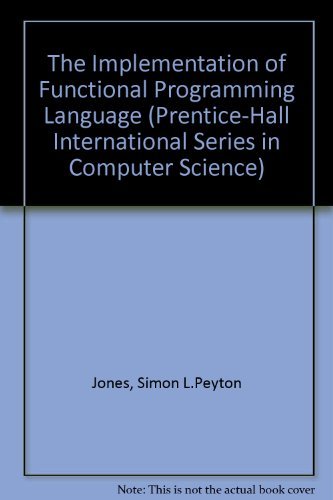 The Implementation of
Functional Programming
Language (Prentice-Hall
International Series in
Computer Science)
Jones, Simon L.Peyton
Note: This is not the actual book cover